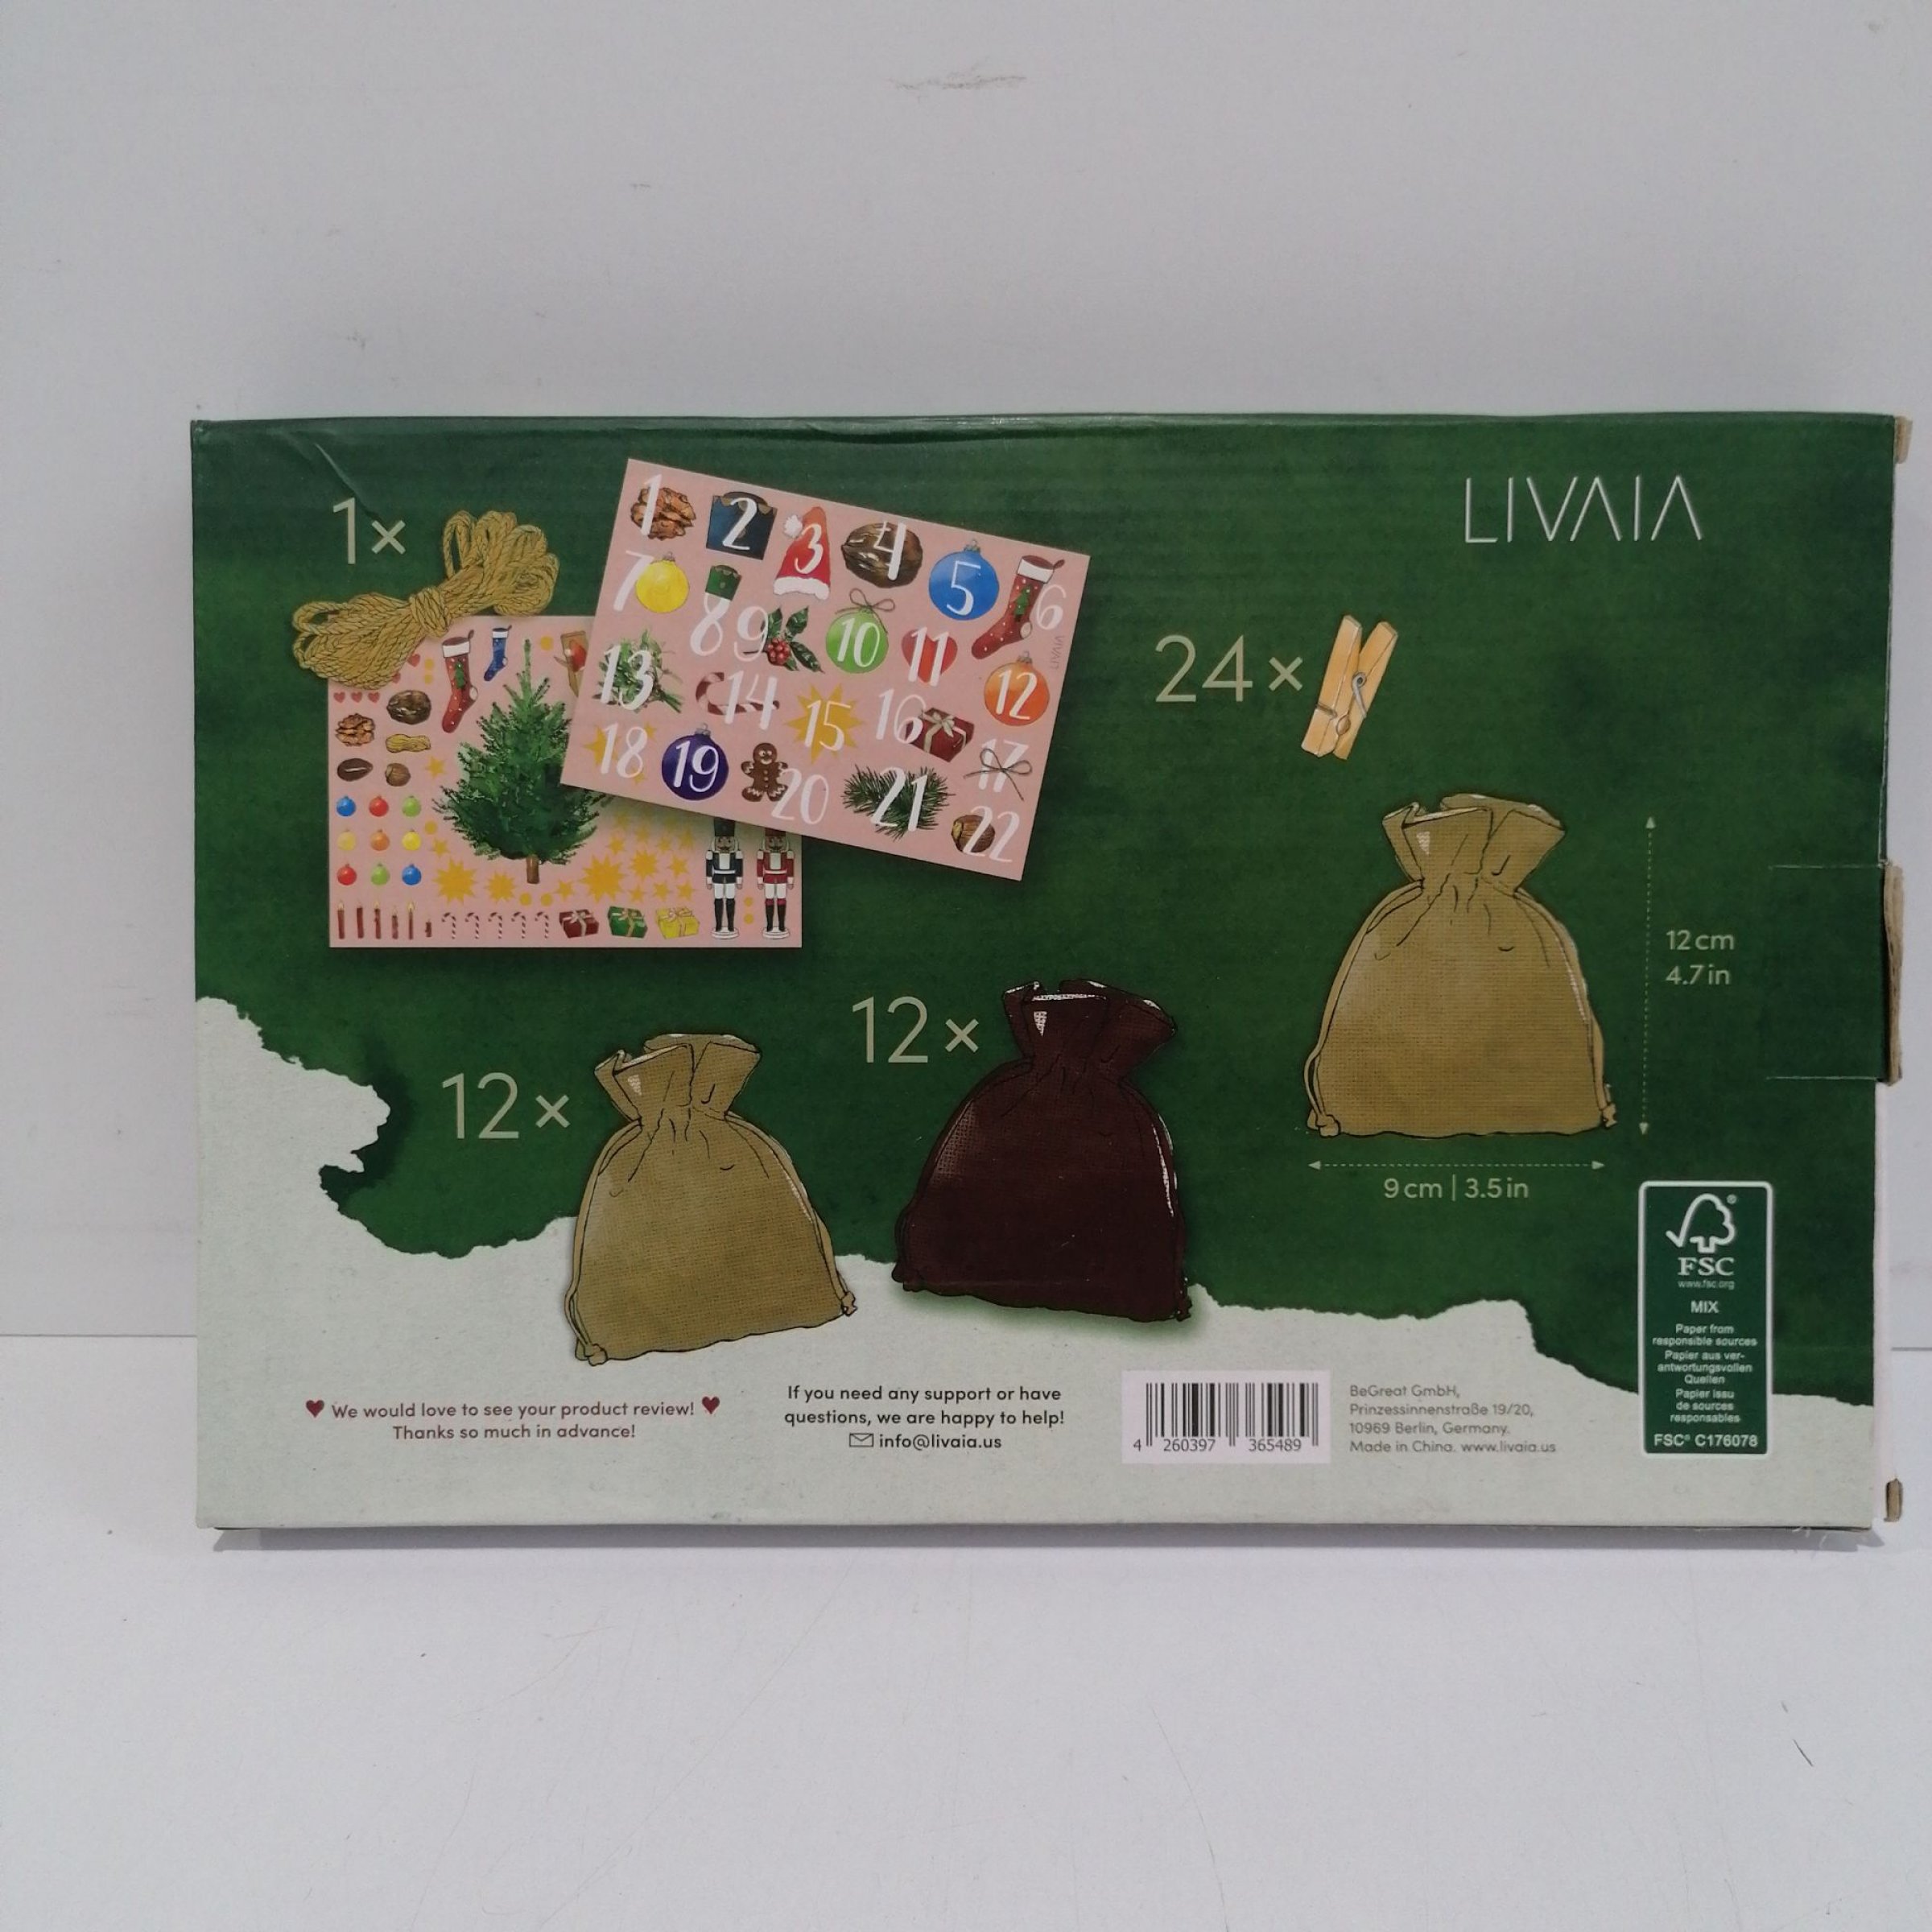 1×
LIVAIA
1 2 3 4 5 6
7 8 9 10 11 12
13 14 15 16 17
18 19 20 21 22
LIVAIA
24×
12 cm
4.7 in
12×
12×
9 cm | 3.5 in
FSC®
www.fsc.org
MIX
Paper from
responsible sources
Papier aus ver-
antwortungsvollen
Quellen
Papier issu
de sources
responsables
FSC® C176078
We would love to see your product review!
Thanks so much in advance!
If you need any support or have
questions, we are happy to help!
info@livaia.us
4 260397 365489
BeGreat GmbH,
Prinzessinnenstraße 19/20,
10969 Berlin, Germany.
Made in China. www.livaia.us